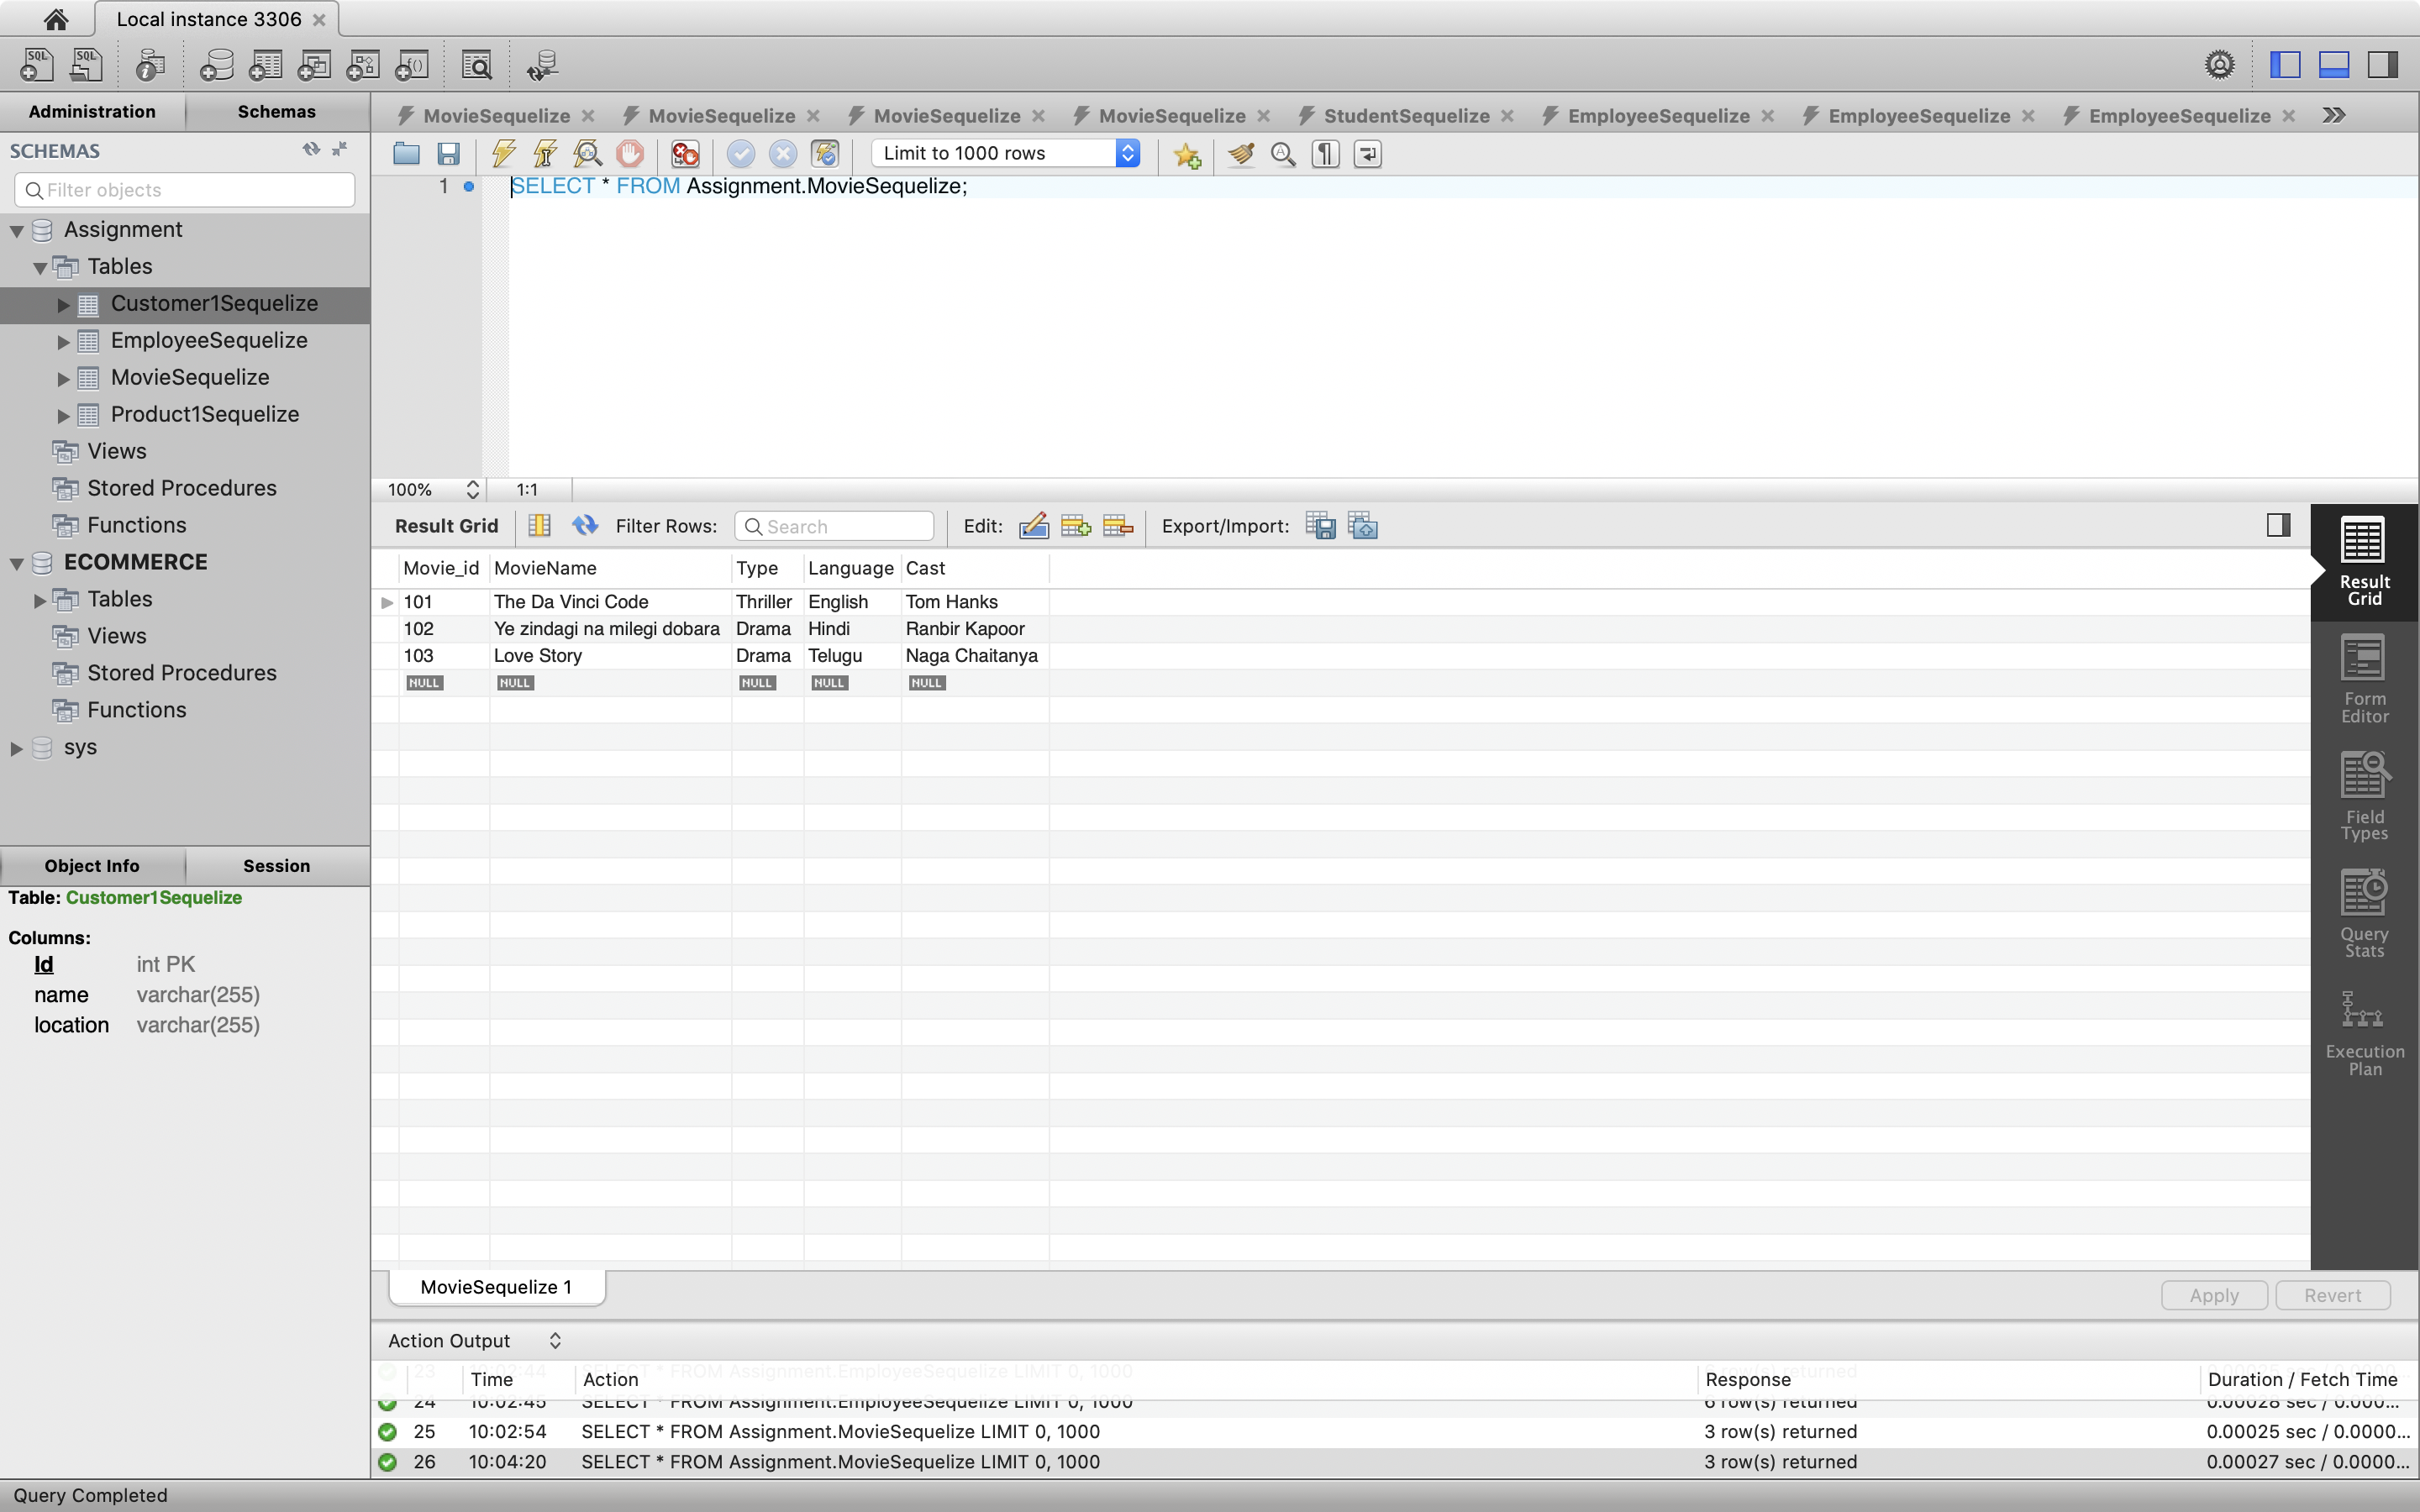 Local instance 3306
Administration Schemas
MovieSequelize MovieSequelize MovieSequelize MovieSequelize StudentSequelize EmployeeSequelize EmployeeSequelize EmployeeSequelize
SCHEMAS
Limit to 1000 rows
Filter objects
1 SELECT * FROM Assignment.MovieSequelize;
Assignment
Tables
Customer1Sequelize
EmployeeSequelize
MovieSequelize
Product1Sequelize
Views
Stored Procedures
Functions
ECOMMERCE
Tables
Views
Stored Procedures
Functions
sys
100% 1:1
Result Grid Filter Rows: Search Edit: Export/Import:
Movie_id MovieName Type Language Cast
101 The Da Vinci Code Thriller English Tom Hanks
102 Ye zindagi na milegi dobara Drama Hindi Ranbir Kapoor
103 Love Story Drama Telugu Naga Chaitanya
NULL NULL NULL NULL NULL
Result
Grid
Form
Editor
Field
Types
Query
Stats
Execution
Plan
Object Info Session
Table: Customer1Sequelize
Columns:
Id int PK
name varchar(255)
location varchar(255)
MovieSequelize 1
Apply Revert
Action Output
23 10:02:44 SELECT * FROM Assignment.EmployeeSequelize LIMIT 0, 1000 row(s) returned
Time Action Response Duration / Fetch Time
24 10:02:45 SELECT * FROM Assignment.EmployeeSequelize LIMIT 0, 1000 6 row(s) returned 0.00028 sec / 0.000...
25 10:02:54 SELECT * FROM Assignment.MovieSequelize LIMIT 0, 1000 3 row(s) returned 0.00025 sec / 0.0000...
26 10:04:20 SELECT * FROM Assignment.MovieSequelize LIMIT 0, 1000 3 row(s) returned 0.00027 sec / 0.0000...
Query Completed